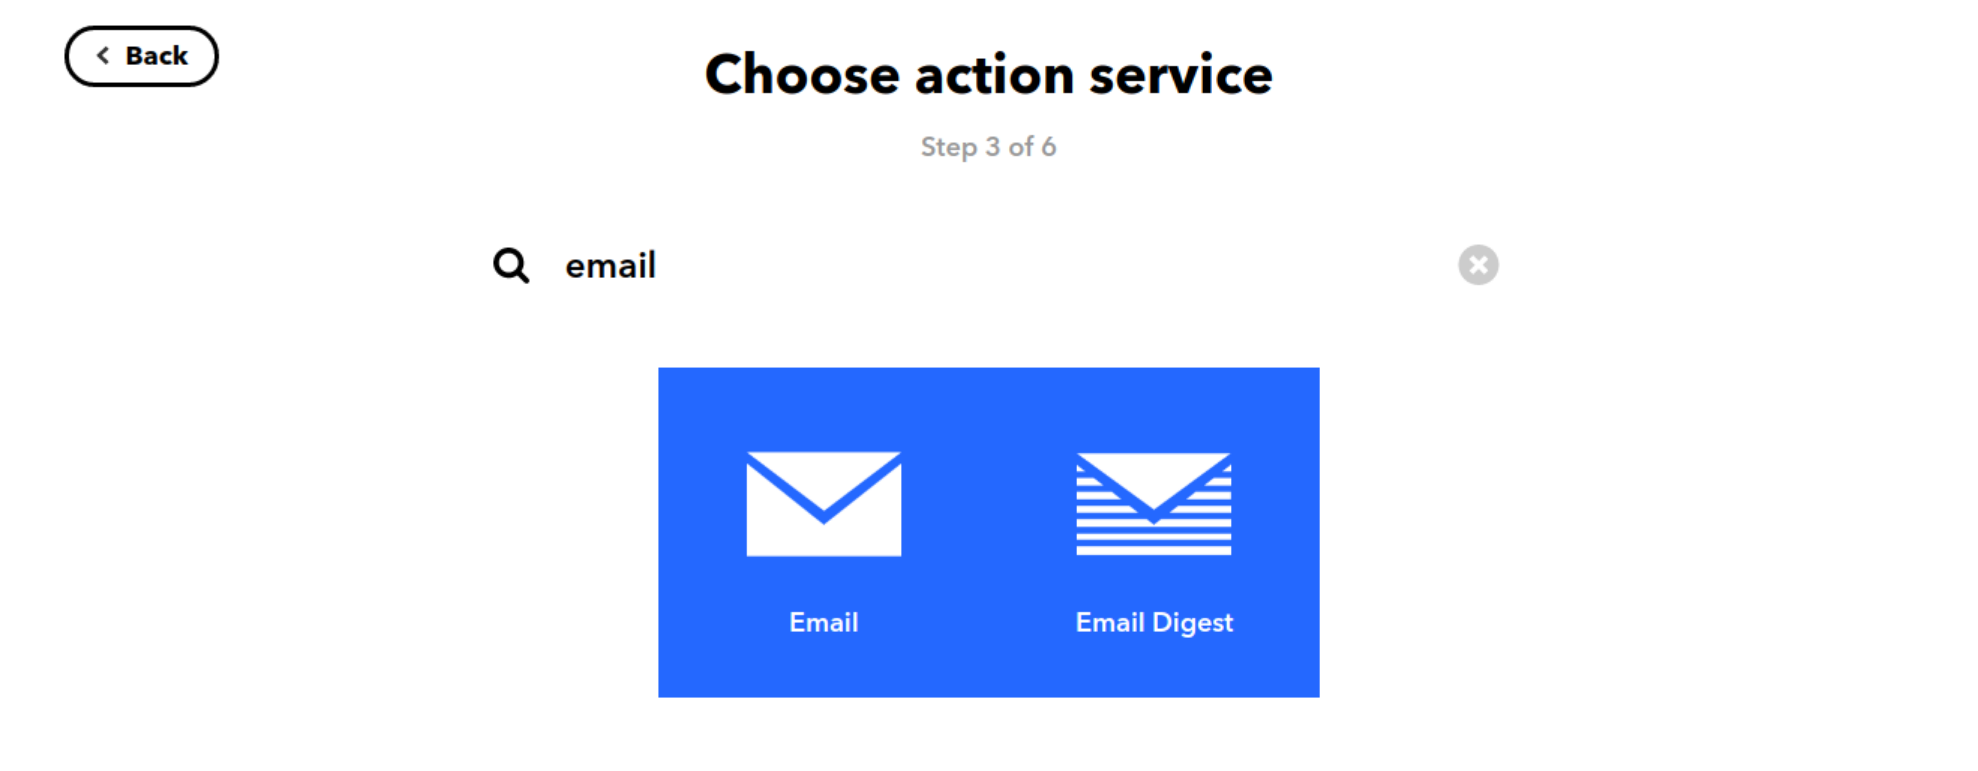 Back
Choose action service
Step 3 of 6
email
Email
Email Digest